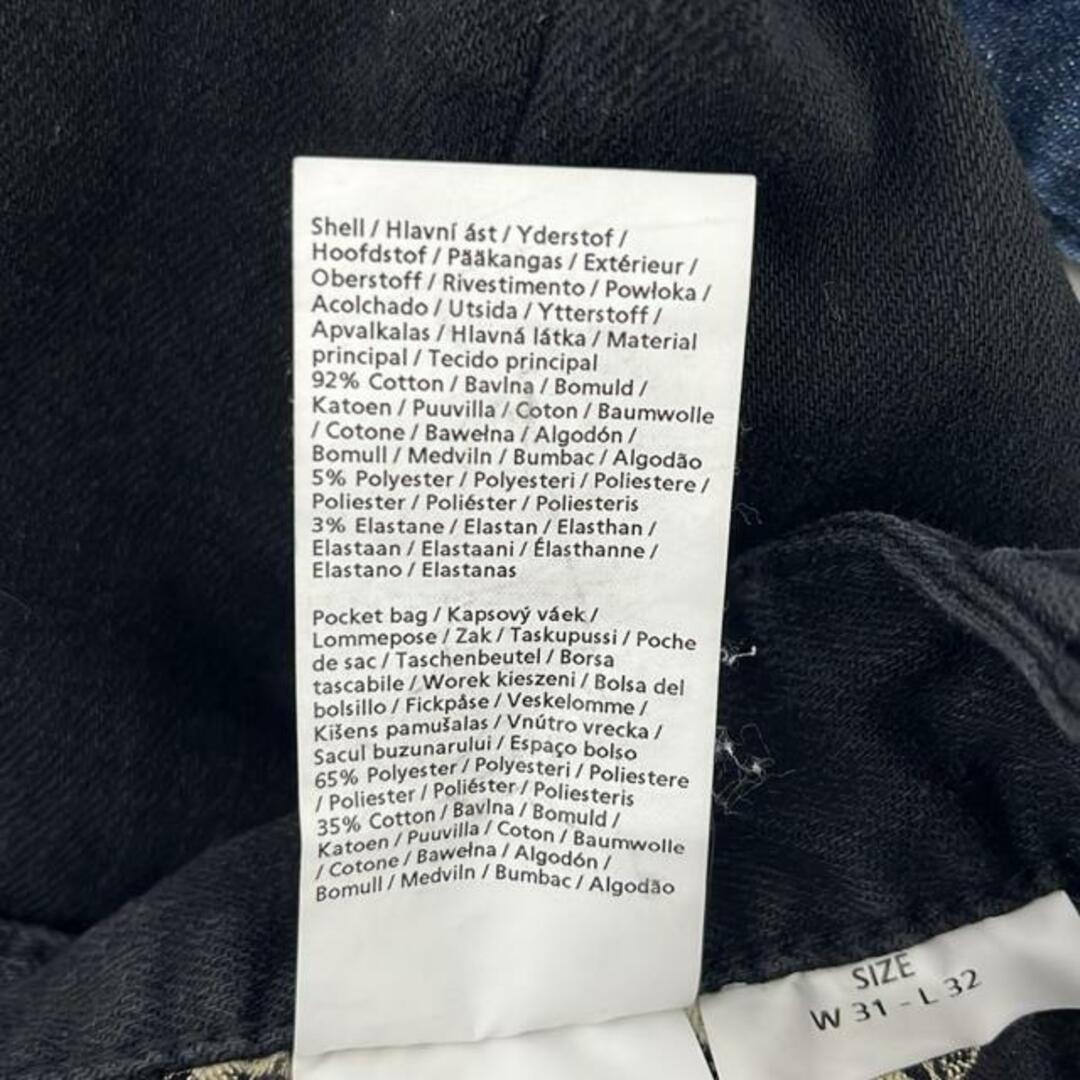 Shell / Hlavní ást / Yderstof /
Hoofdstof / Pääkangas / Extérieur /
Oberstoff / Rivestimento / Powłoka /
Acolchado / Utsida / Ytterstoff /
Apvalkalas / Hlavná látka / Material
principal / Tecido principal
92% Cotton / Bavlna / Bomuld /
Katoen / Puuvilla / Coton / Baumwolle
/ Cotone / Bawełna / Algodón /
Bomull / Medviln / Bumbac / Algodão
5% Polyester / Polyesteri / Poliestere /
Poliester / Poliéster / Poliesteris
3% Elastane / Elastan / Elasthan /
Elastaan / Elastaani / Élasthanne /
Elastano / Elastanas
Pocket bag / Kapsový váek /
Lommepose / Zak / Taskupussi / Poche
de sac / Taschenbeutel / Borsa
tascabile / Worek kieszeni / Bolsa del
bolsillo / Fickpåse / Veskelomme /
Kišens pamušalas / Vnútro vrecka /
Sacul buzunarului / Espaço bolso
65% Polyester / Polyesteri / Poliestere
/ Poliester / Poliéster / Poliesteris
35% Cotton / Bavlna / Bomuld /
Katoen / Puuvilla / Coton / Baumwolle
/ Cotone / Bawełna / Algodón /
Bomull / Medviln / Bumbac / Algodão
SIZE
W 31 - L 32